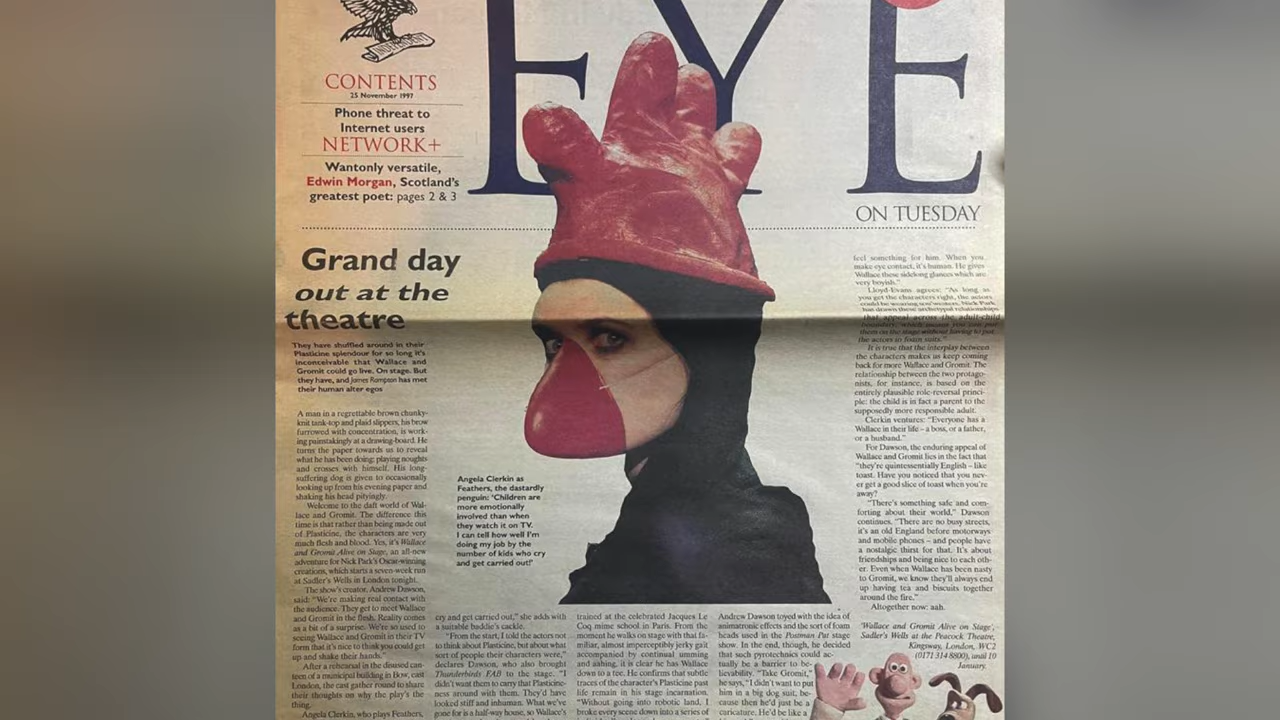 EYE
ON TUESDAY
INDEPENDENT
CONTENTS
25 November 1997
Phone threat to
Internet users
NETWORK+
Wantonly versatile,
Edwin Morgan, Scotland's
greatest poet: pages 2 & 3
Grand day
out at the
theatre
They have shuffled around in their
Plasticine splendour for so long it's
inconceivable that Wallace and
Gromit could go live. On stage. But
they have, and James Rampton has met
their human alter egos
A man in a regrettable brown chunky-
knit tank-top and plaid slippers, his brow
furrowed with concentration, is work-
ing painstakingly at a drawing-board. He
turns the paper towards us to reveal
what he has been doing: playing noughts
and crosses with himself. His long-
suffering dog is given to occasionally
looking up from his evening paper and
shaking his head pityingly.
Welcome to the daft world of Wal-
lace and Gromit. The difference this
time is that rather than being made out
of Plasticine, the characters are very
much flesh and blood. Yes, it's Wallace
and Gromit Alive on Stage, an all-new
adventure for Nick Park's Oscar-winning
creations, which starts a seven-week run
at Sadler's Wells in London tonight.
The show's creator, Andrew Dawson,
said: "We're making real contact with
the audience. They get to meet Wallace
and Gromit in the flesh. Reality comes
as a bit of a surprise. We're so used to
seeing Wallace and Gromit in their TV
form that it's nice to think you could get
up and shake their hands."
After a rehearsal in the disused can-
teen of a municipal building in Bow, east
London, the cast gather round to share
their thoughts on why the play's the
thing.
Angela Clerkin, who plays Feathers,
Angela Clerkin as
Feathers, the dastardly
penguin: 'Children are
more emotionally
involved than when
they watch it on TV.
I can tell how well I'm
doing my job by the
number of kids who cry
and get carried out!'
cry and get carried out," she adds with
a suitable baddie's cackle.
"From the start, I told the actors not
to think about Plasticine, but about what
sort of people their characters were,"
declares Dawson, who also brought
Thunderbirds FAB to the stage. "I
didn't want them to carry that Plasticine-
ness around with them. They'd have
looked stiff and inhuman. What we've
gone for is a half-way house, so Wallace's
trained at the celebrated Jacques Le
Coq mime school in Paris. From the
moment he walks on stage with that fa-
miliar, almost imperceptibly jerky gait
accompanied by continual umming
and aahing, it is clear he has Wallace
down to a tee. He confirms that subtle
traces of the character's Plasticine past
life remain in his stage incarnation.
"Without going into robotic land, I
broke every scene down into a series of
Andrew Dawson toyed with the idea of
animatronic effects and the sort of foam
heads used in the Postman Pat stage
show. In the end, though, he decided
that such pyrotechnics could ac-
tually be a barrier to be-
lievability. "Take Gromit,"
he says, "I didn't want to put
him in a big dog suit, be-
cause then he'd just be a
caricature. He'd be like a
feel something for him. When you
make eye contact, it's human. He gives
Wallace these sidelong glances which are
very boyish."
Lloyd-Evans agrees: "As long as
you get the characters right, the actors
could be wearing sou'westers. Nick Park
has drawn these archetypal relationships
that appeal across the adult-child
boundary, which means you can put
them on the stage without having to put
the actors in foam suits."
It is true that the interplay between
the characters makes us keep coming
back for more Wallace and Gromit. The
relationship between the two protago-
nists, for instance, is based on the
entirely plausible role-reversal princi-
ple: the child is in fact a parent to the
supposedly more responsible adult.
Clerkin ventures: "Everyone has a
Wallace in their life – a boss, or a father,
or a husband."
For Dawson, the enduring appeal of
Wallace and Gromit lies in the fact that
"they're quintessentially English – like
toast. Have you noticed that you nev-
er get a good slice of toast when you're
away?
"There's something safe and com-
forting about their world," Dawson
continues. "There are no busy streets,
it's an old England before motorways
and mobile phones – and people have
a nostalgic thirst for that. It's about
friendships and being nice to each oth-
er. Even when Wallace has been nasty
to Gromit, we know they'll always end
up having tea and biscuits together
around the fire."
Altogether now: aah.
'Wallace and Gromit Alive on Stage',
Sadler's Wells at the Peacock Theatre,
Kingsway, London, WC2
(0171 314 8800), until 10
January.